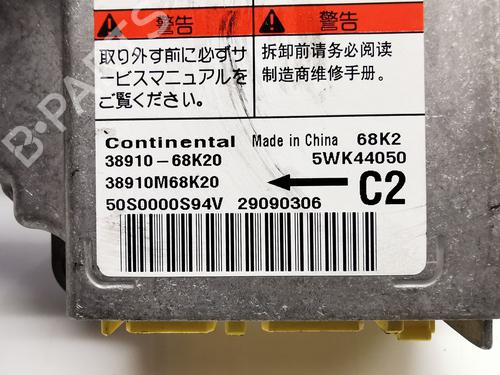 警告
警告
取り外す前に必ずサ
ービスマニュアルを
ご覧ください。
拆卸前请务必阅读
制造商维修手册。
Continental Made in China 68K2
38910-68K20 5WK44050
38910M68K20 C2
50S0000S94V 29090306
B-PARTS